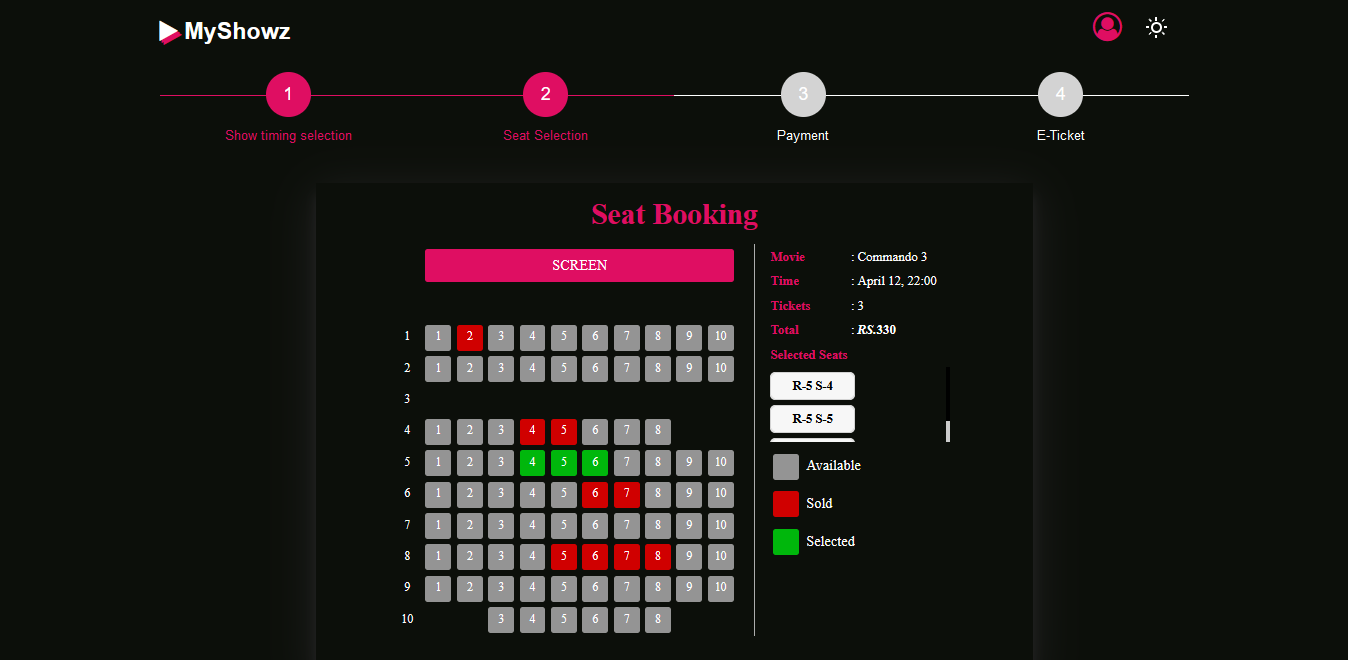 MyShowz
1 2 3 4
Show timing selection Seat Selection Payment E-Ticket
Seat Booking
SCREEN
1 1 2 3 4 5 6 7 8 9 10
2 1 2 3 4 5 6 7 8 9 10
3
4 1 2 3 4 5 6 7 8
5 1 2 3 4 5 6 7 8 9 10
6 1 2 3 4 5 6 7 8 9 10
7 1 2 3 4 5 6 7 8 9 10
8 1 2 3 4 5 6 7 8 9 10
9 1 2 3 4 5 6 7 8 9 10
10 3 4 5 6 7 8
Movie : Commando 3
Time : April 12, 22:00
Tickets : 3
Total : RS.330
Selected Seats
R-5 S-4
R-5 S-5
Available
Sold
Selected